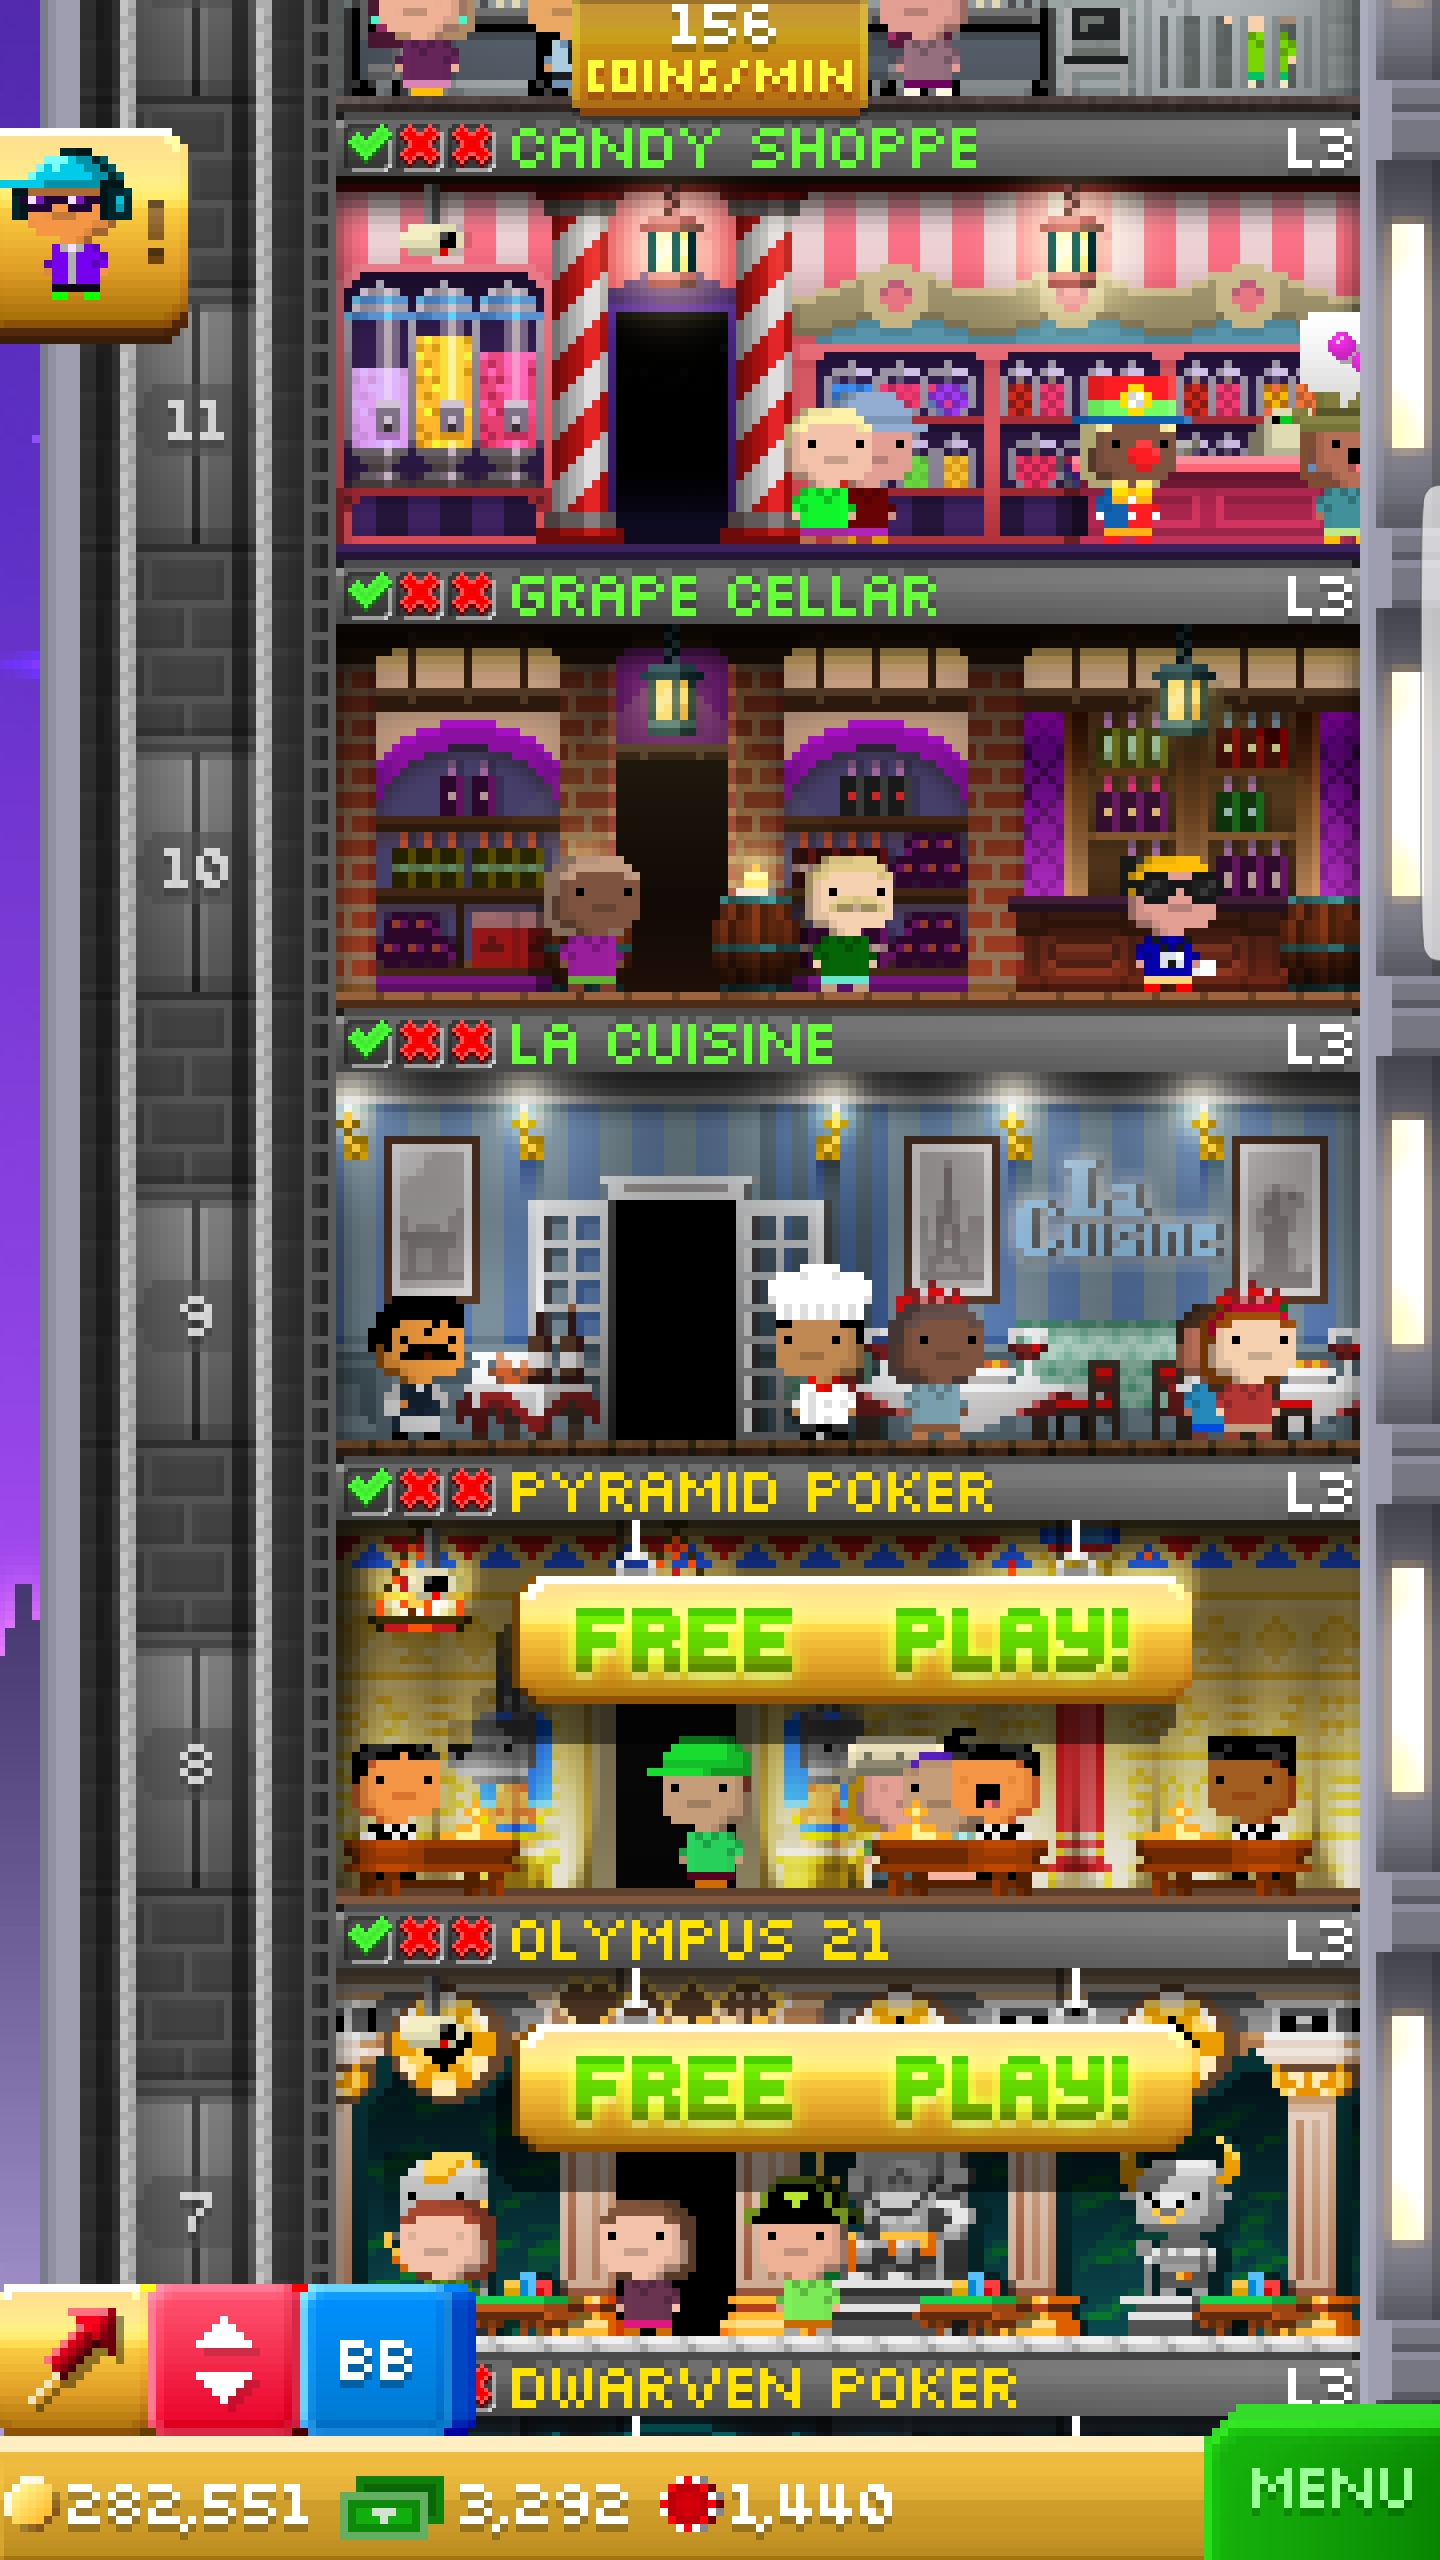 156
COINS/MIN
CANDY SHOPPE L3
!
11
GRAPE CELLAR L3
10
LA CUISINE L3
La
Cuisine
9
PYRAMID POKER L3
FREE PLAY!
8
OLYMPUS 21 L3
FREE PLAY!
7
BB
DWARVEN POKER L3
282,551 3,292 1,440
MENU